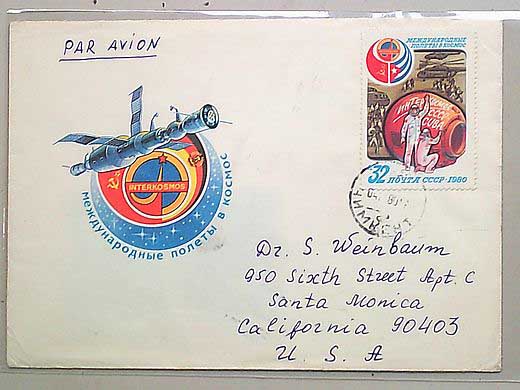 PAR AVION
МЕЖДУНАРОДНЫЕ
ПОЛЕТЫ В КОСМОС
32 ПОЧТА СССР•1980
INTERKOSMOS
МЕЖДУНАРОДНЫЕ ПОЛЕТЫ В КОСМОС
Dr. S. Weinbaum
950 Sixth Street Apt. C
Santa Monica
California 90403
U. S. A